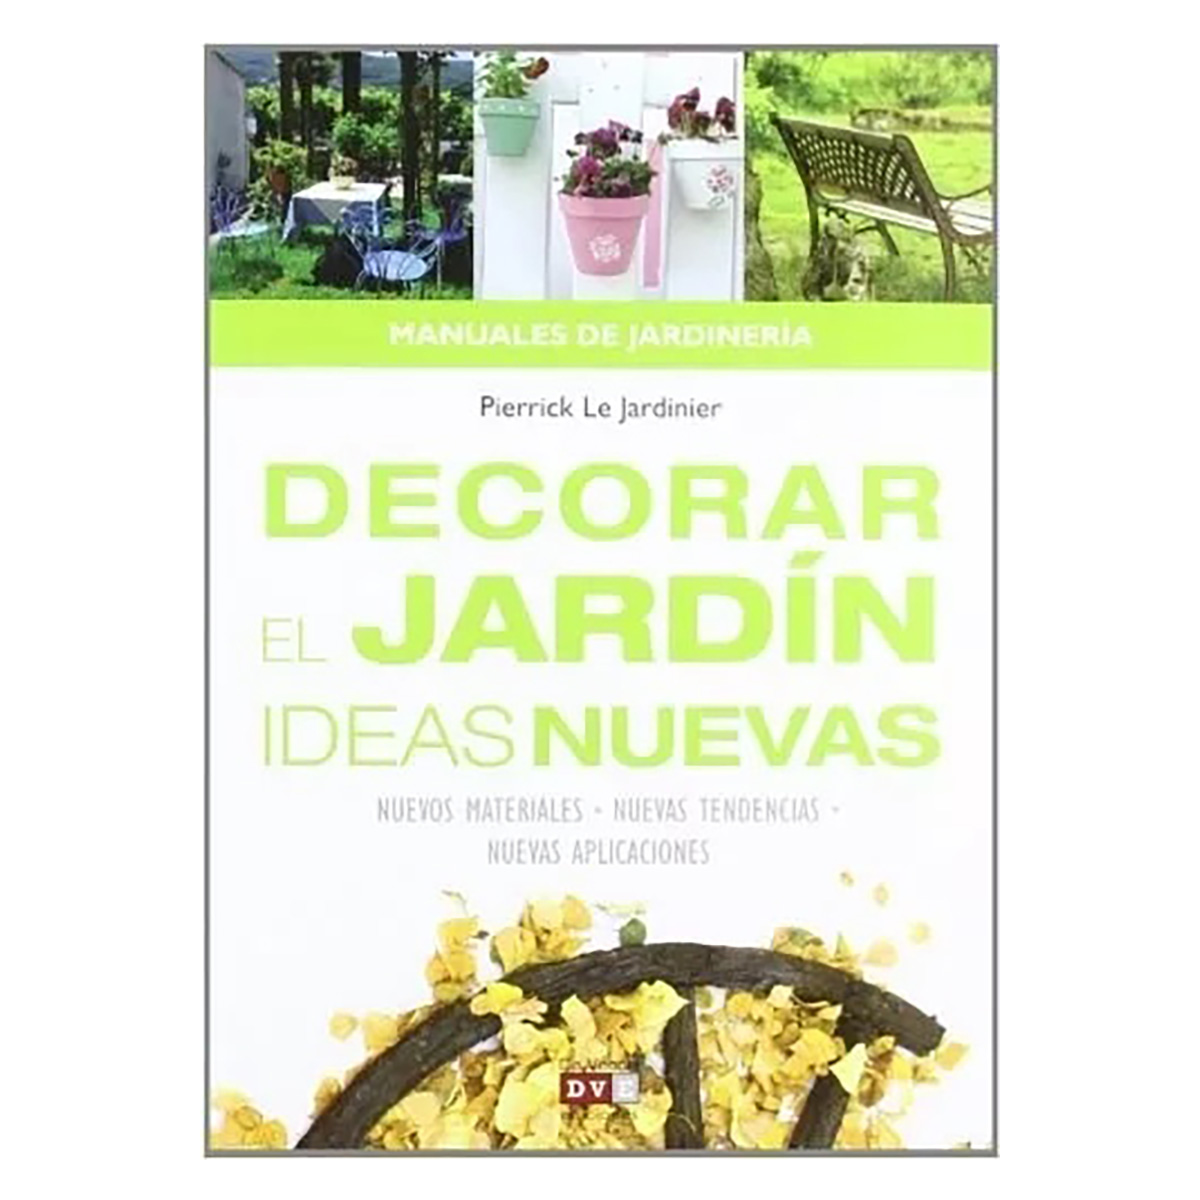 MANUALES DE JARDINERÍA
Pierrick Le Jardinier
DECORAR
EL JARDÍN
IDEAS NUEVAS
NUEVOS MATERIALES • NUEVAS TENDENCIAS •
NUEVAS APLICACIONES
DVE